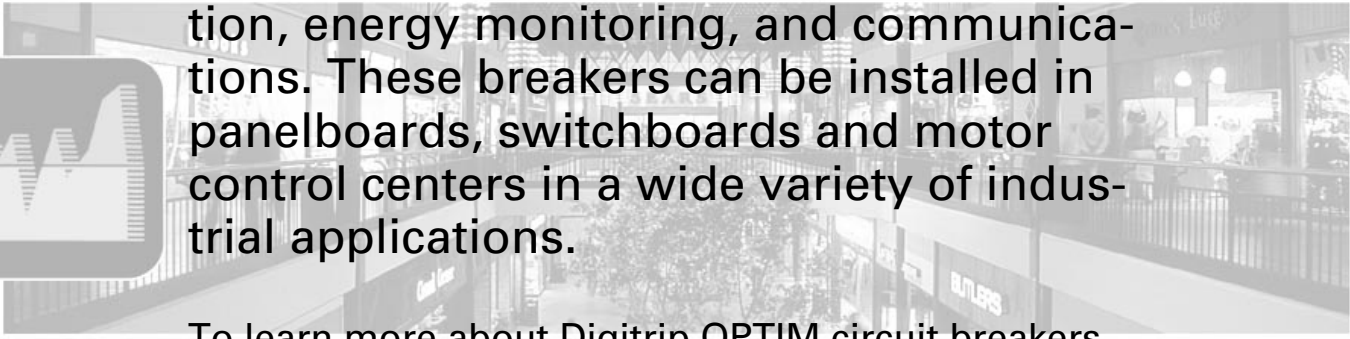 tion, energy monitoring, and communica-
tions. These breakers can be installed in
panelboards, switchboards and motor
control centers in a wide variety of indus-
trial applications.
BUTLERS
To learn more about Digitrip OPTIM circuit breakers